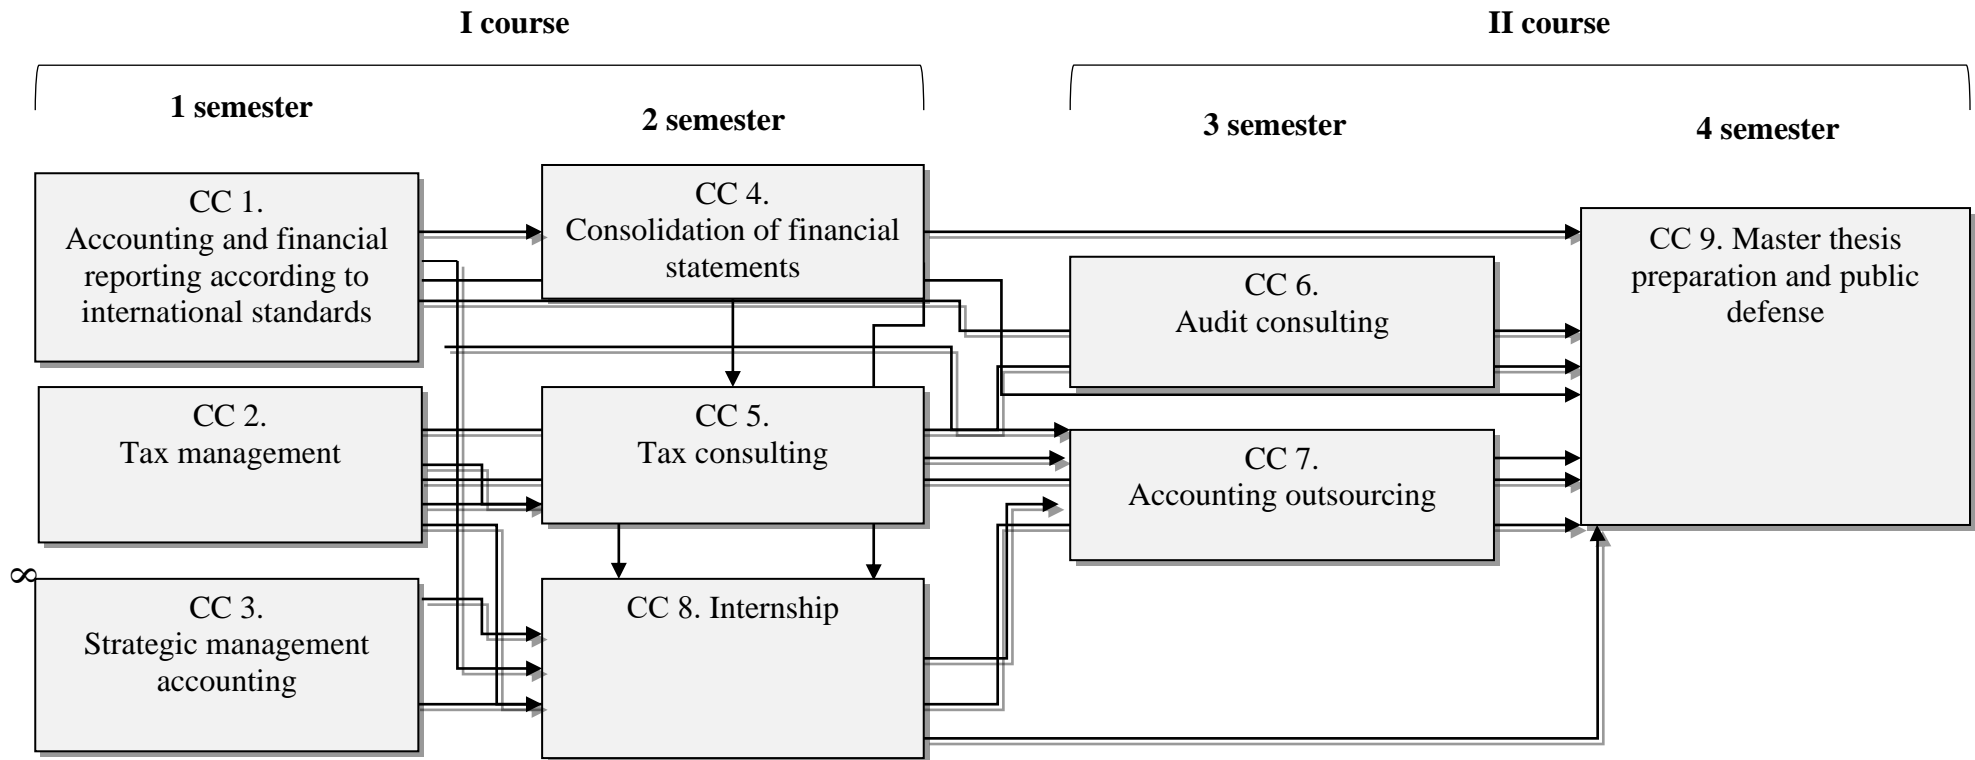 I course
II course
1 semester
2 semester
3 semester
4 semester
CC 1.
Accounting and financial
reporting according to
international standards
CC 4.
Consolidation of financial
statements
CC 9. Master thesis
preparation and public
defense
CC 6.
Audit consulting
CC 2.
Tax management
CC 5.
Tax consulting
CC 7.
Accounting outsourcing
∞
CC 3.
Strategic management
accounting
CC 8. Internship